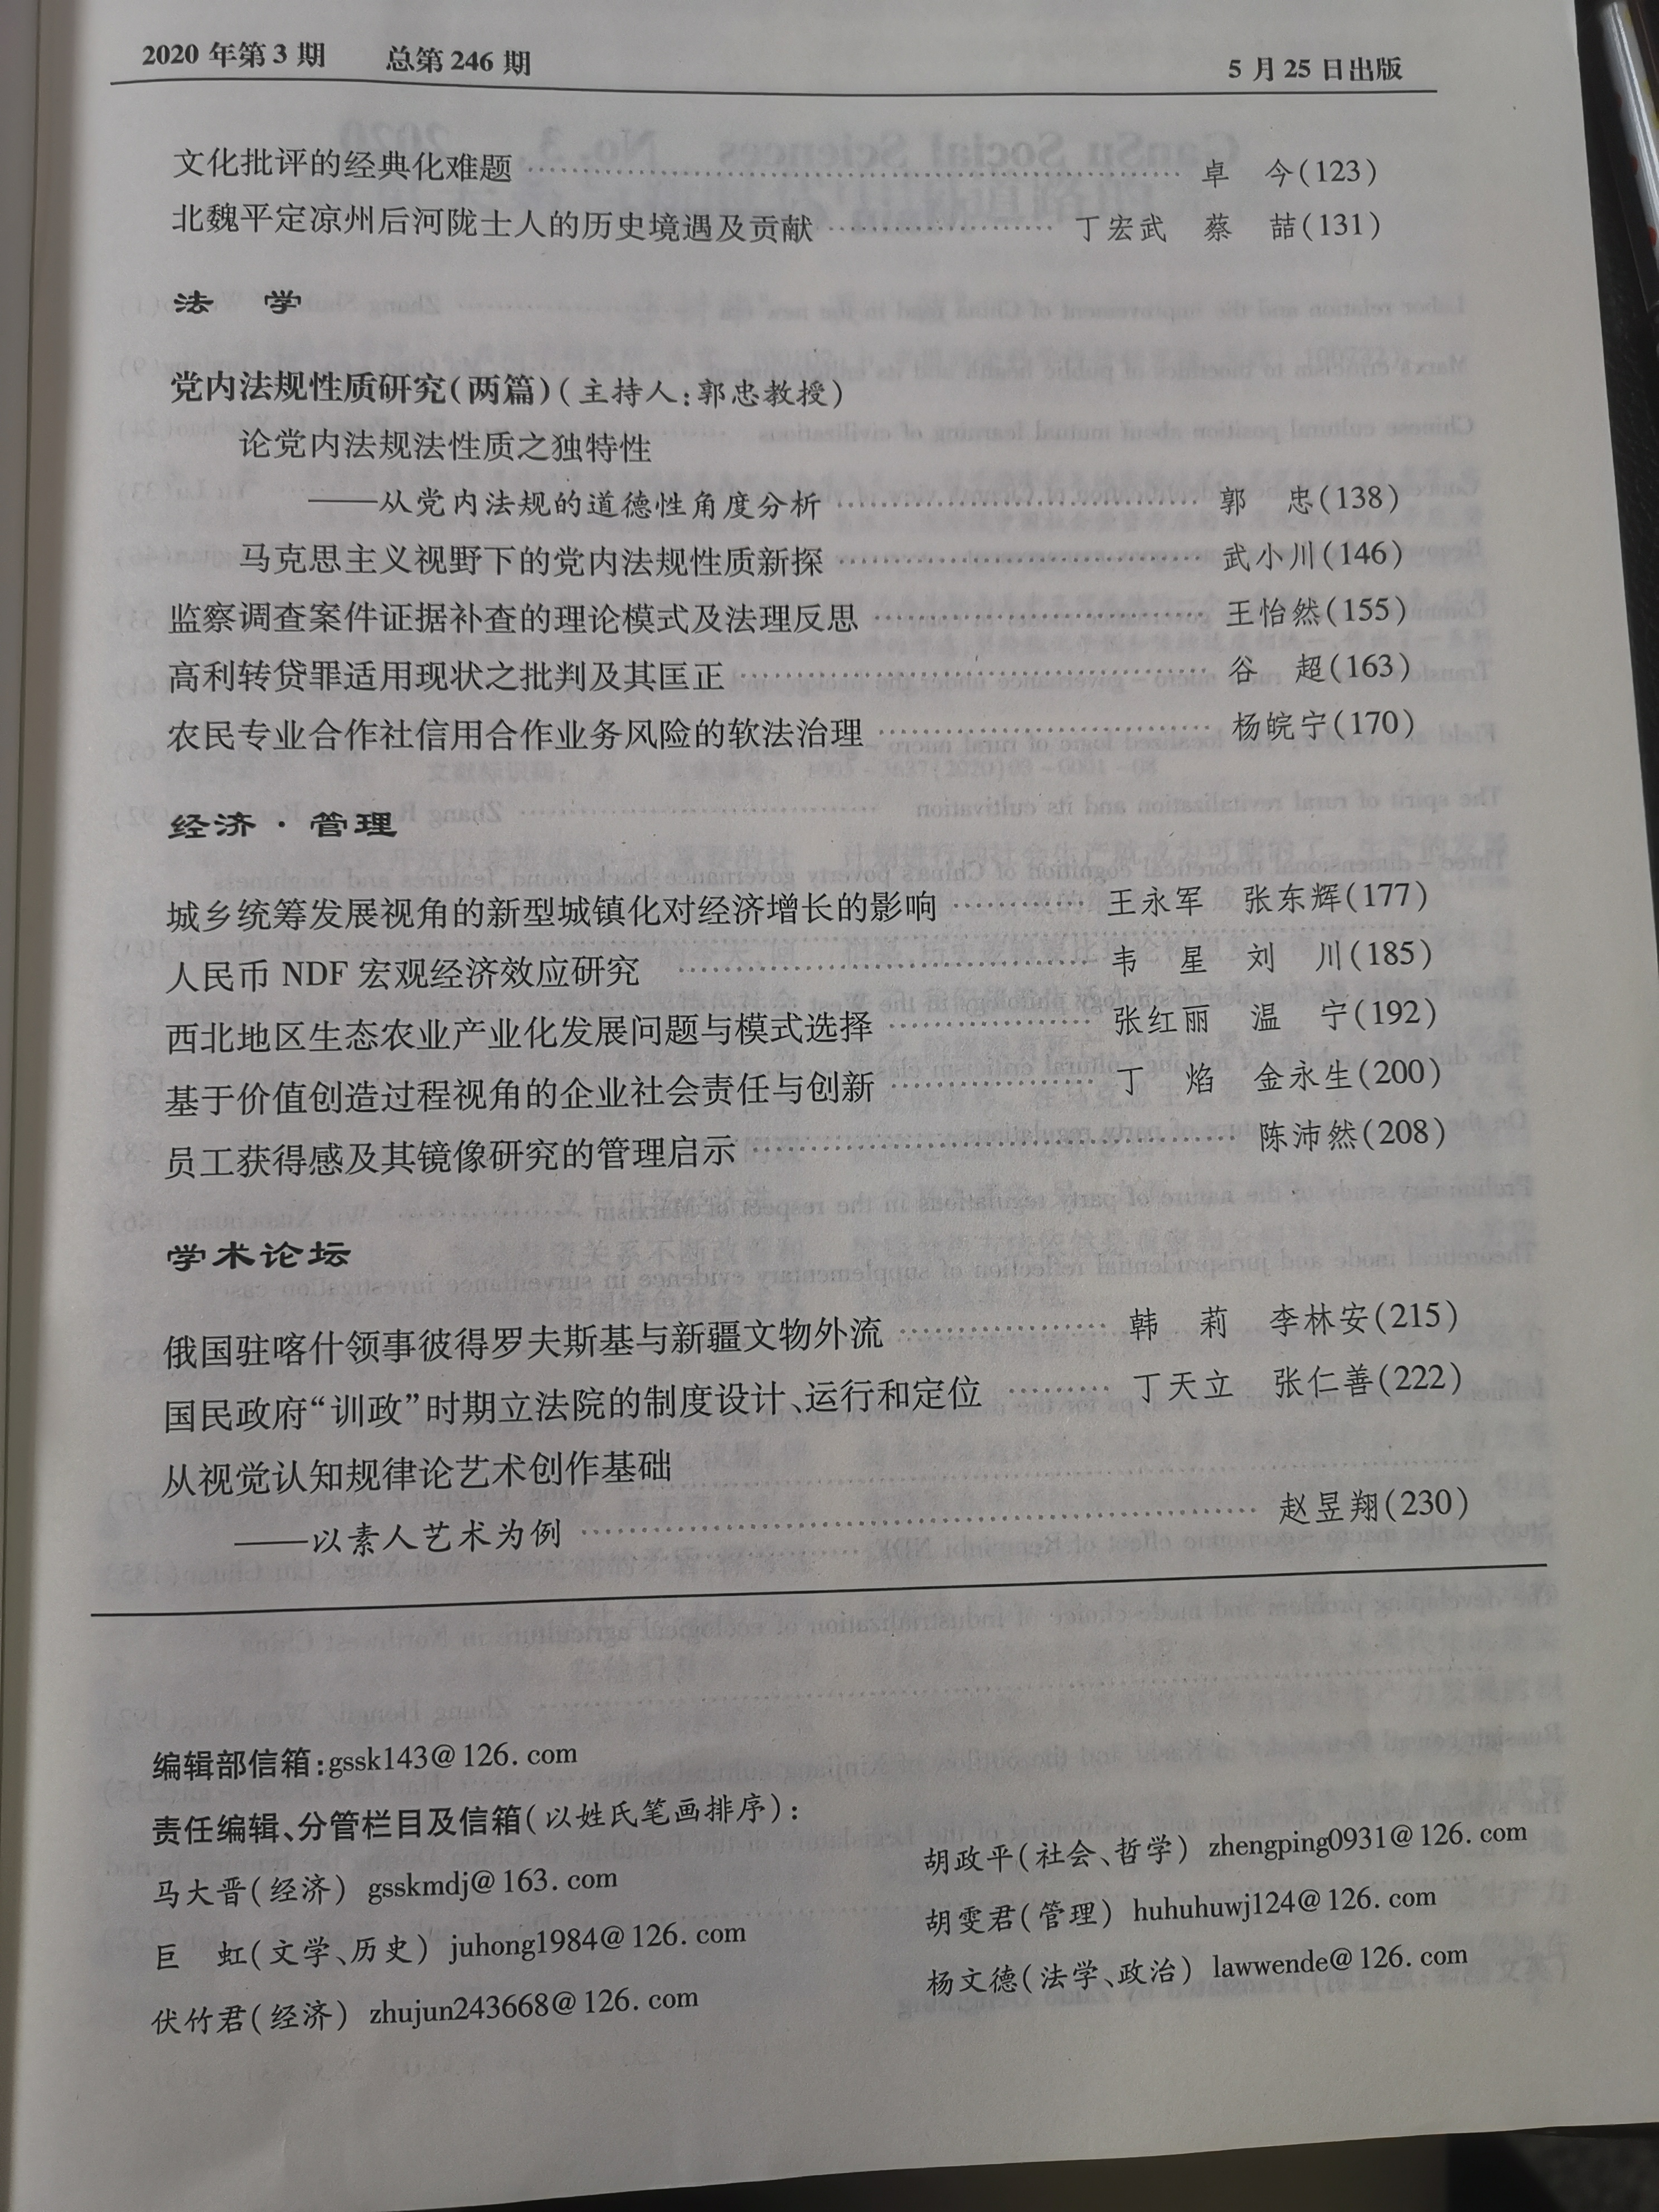 2020 年第 3 期 总第 246 期 5 月 25 日出版
文化批评的经典化难题 …… 卓 今(123)
北魏平定凉州后河陇士人的历史境遇及贡献 …… 丁宏武 蔡 喆(131)
法 学
党内法规性质研究(两篇)(主持人:郭忠教授)
论党内法规法性质之独特性
——从党内法规的道德性角度分析 …… 郭 忠(138)
马克思主义视野下的党内法规性质新探 …… 武小川(146)
监察调查案件证据补查的理论模式及法理反思 …… 王怡然(155)
高利转贷罪适用现状之批判及其匡正 …… 谷 超(163)
农民专业合作社信用合作业务风险的软法治理 …… 杨皖宁(170)
经济·管理
城乡统筹发展视角的新型城镇化对经济增长的影响 …… 王永军 张东辉(177)
人民币 NDF 宏观经济效应研究 …… 韦 星 刘 川(185)
西北地区生态农业产业化发展问题与模式选择 …… 张红丽 温 宁(192)
基于价值创造过程视角的企业社会责任与创新 …… 丁 焰 金永生(200)
员工获得感及其镜像研究的管理启示 …… 陈沛然(208)
学术论坛
俄国驻喀什领事彼得罗夫斯基与新疆文物外流 …… 韩 莉 李林安(215)
国民政府“训政”时期立法院的制度设计、运行和定位 …… 丁天立 张仁善(222)
从视觉认知规律论艺术创作基础
——以素人艺术为例 …… 赵昱翔(230)
编辑部信箱:gssk143@126.com
责任编辑、分管栏目及信箱(以姓氏笔画排序):
马大晋(经济) gsskmdj@163.com
巨 虹(文学、历史) juhong1984@126.com
伏竹君(经济) zhujun243668@126.com
胡政平(社会、哲学) zhengping0931@126.com
胡雯君(管理) huhuhuwj124@126.com
杨文德(法学、政治) lawwende@126.com